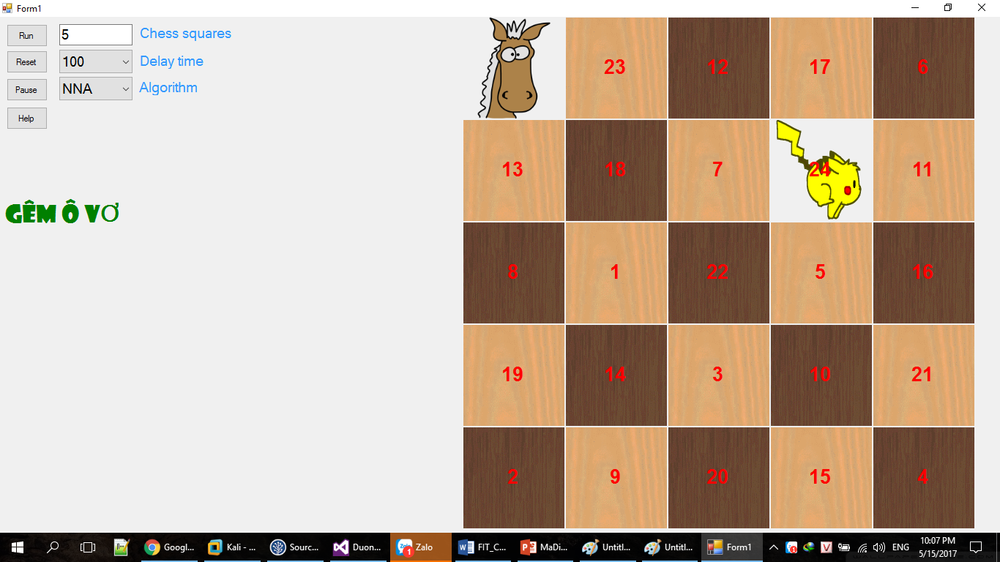 Form1
Run 5 Chess squares
Reset 100 Delay time
Pause NNA Algorithm
Help
GÊM Ô VƠ
23 12 17 6
13 18 7 24 11
8 1 22 5 16
19 14 3 10 21
2 9 20 15 4
Googl... Kali - ... Sourc... Duon... Zalo FIT_C... MaDi... Untitl... Untitl... Form1 ENG 10:07 PM
5/15/2017